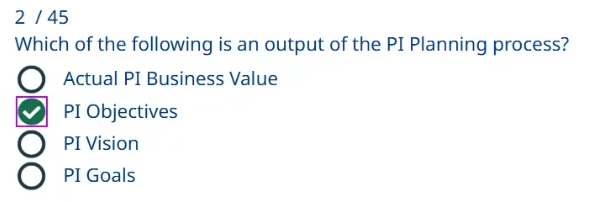 2 / 45
Which of the following is an output of the PI Planning process?
Actual PI Business Value
PI Objectives
PI Vision
PI Goals